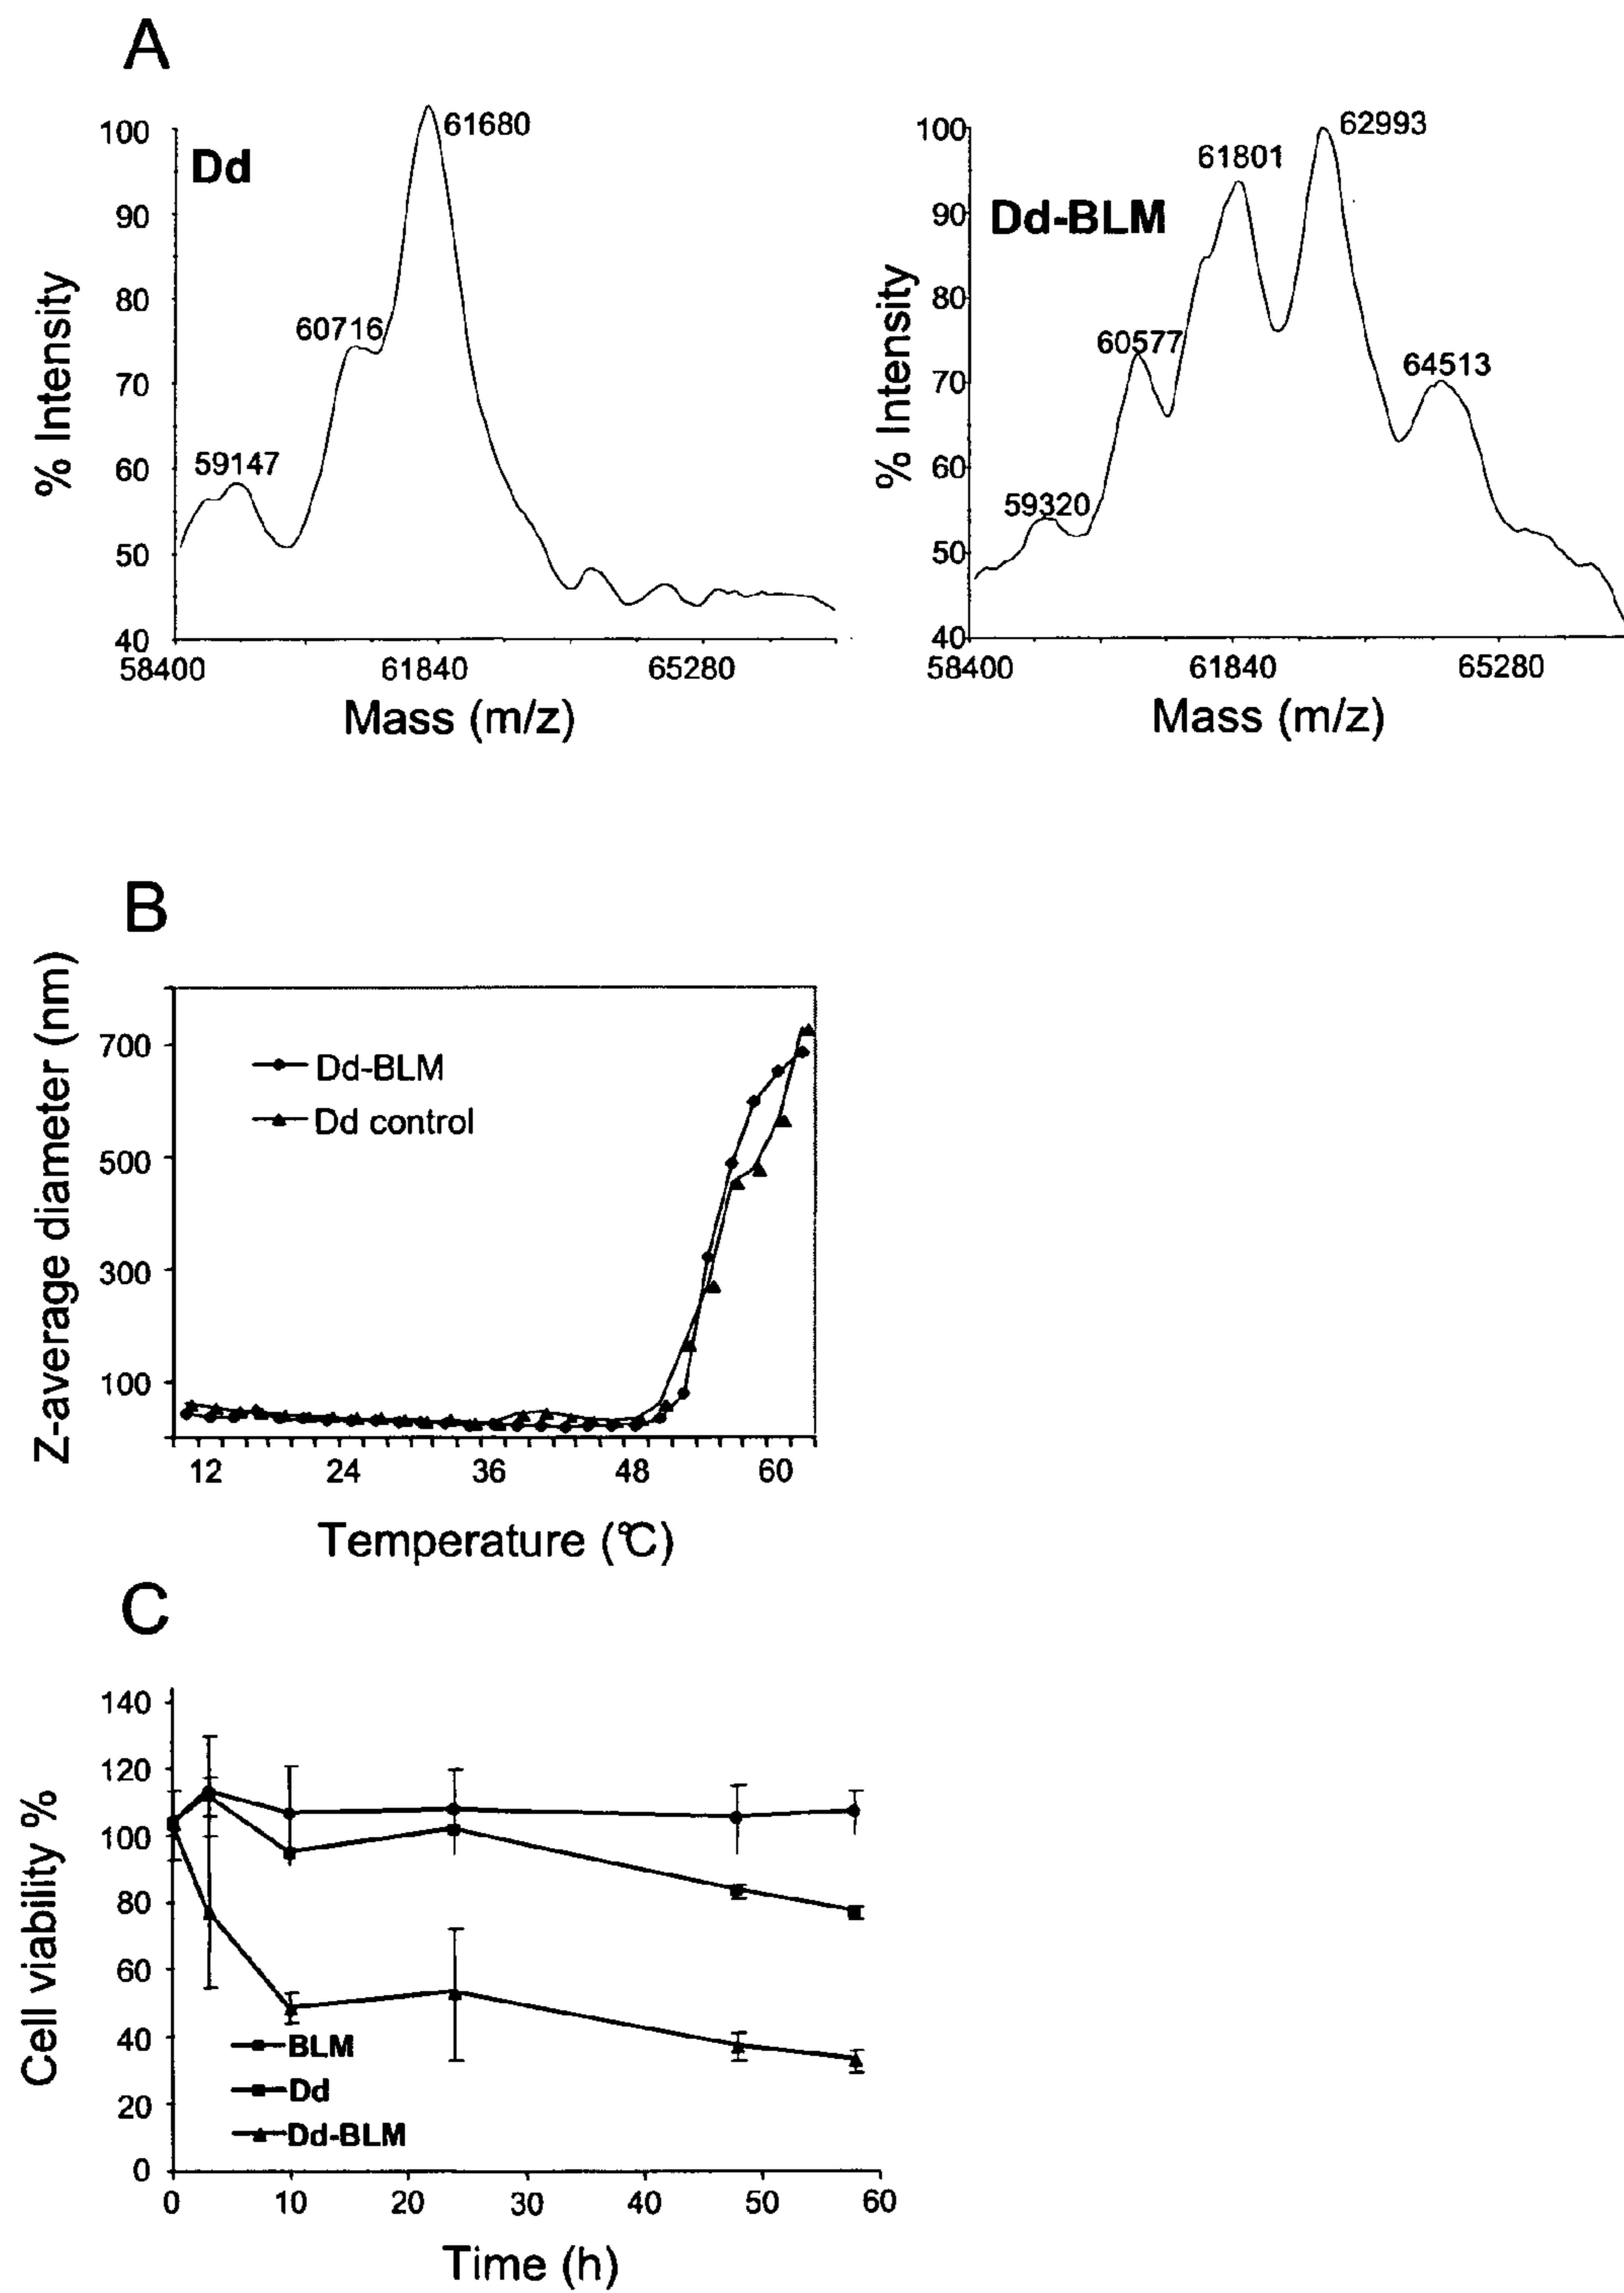 A
Dd
% Intensity
100
90
80
70
60
50
40
61680
60716
59147
58400 61840 65280
Mass (m/z)
Dd-BLM
% Intensity
100
90
80
70
60
50
40
62993
61801
60577
64513
59320
58400 61840 65280
Mass (m/z)
B
Z-average diameter (nm)
700
500
300
100
Dd-BLM
Dd control
12 24 36 48 60
Temperature (℃)
C
Cell viability %
140
120
100
80
60
40
20
0
BLM
Dd
Dd-BLM
0 10 20 30 40 50 60
Time (h)